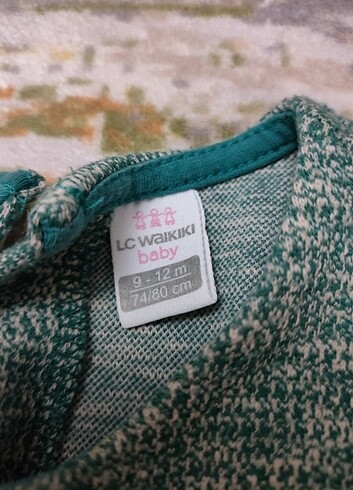 LC WAIKIKI
baby
9 - 12 m
74/80 cm